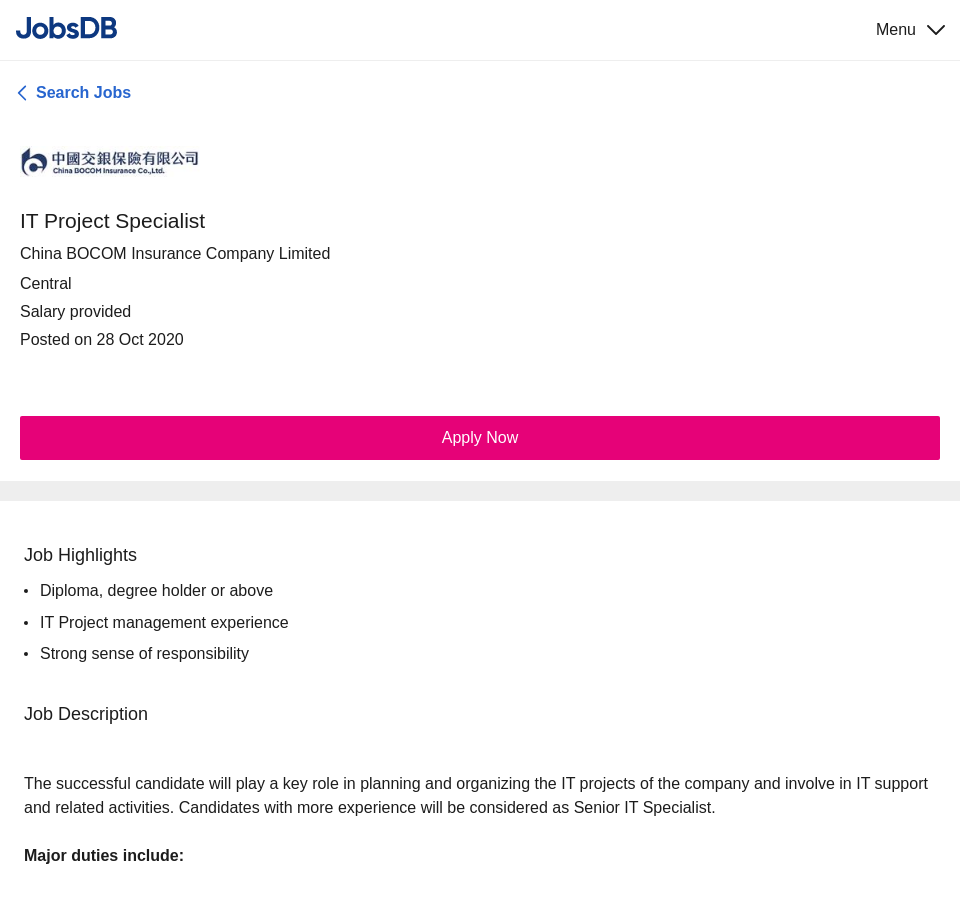 JobsDB
Menu
Search Jobs
中國交銀保險有限公司
China BOCOM Insurance Co.,Ltd.
IT Project Specialist
China BOCOM Insurance Company Limited
Central
Salary provided
Posted on 28 Oct 2020
Apply Now
Job Highlights
• Diploma, degree holder or above
• IT Project management experience
• Strong sense of responsibility
Job Description
The successful candidate will play a key role in planning and organizing the IT projects of the company and involve in IT support
and related activities. Candidates with more experience will be considered as Senior IT Specialist.
Major duties include: